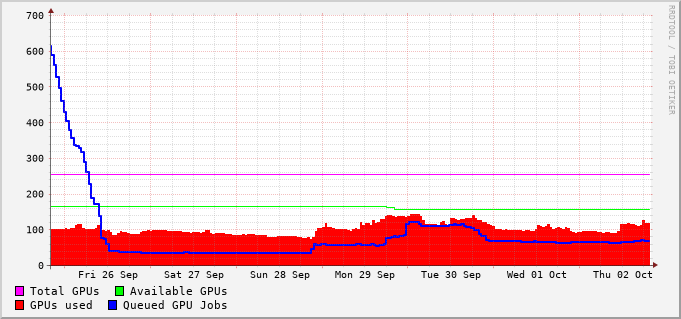 700
600
500
400
300
200
100
0
Fri 26 Sep Sat 27 Sep Sun 28 Sep Mon 29 Sep Tue 30 Sep Wed 01 Oct Thu 02 Oct
Total GPUs Available GPUs
GPUs used Queued GPU Jobs
RRDTOOL / TOBI OETIKER